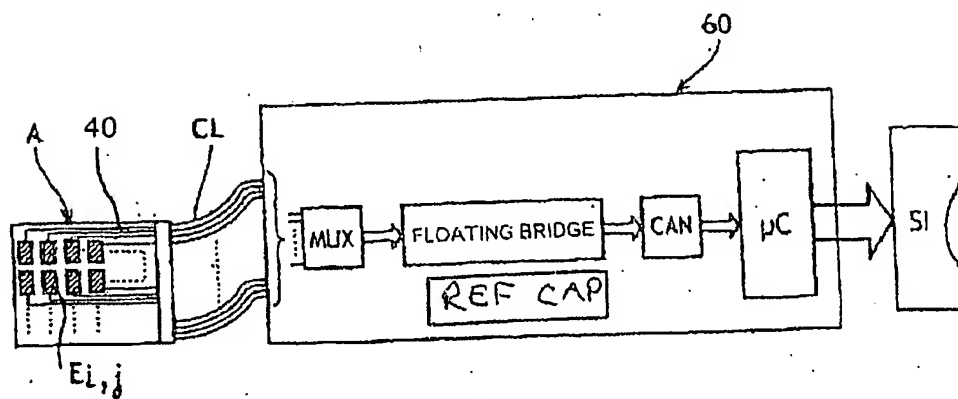 60
A
40
CL
MUX
FLOATING BRIDGE
CAN
µC
SI
REF CAP
Ei,j